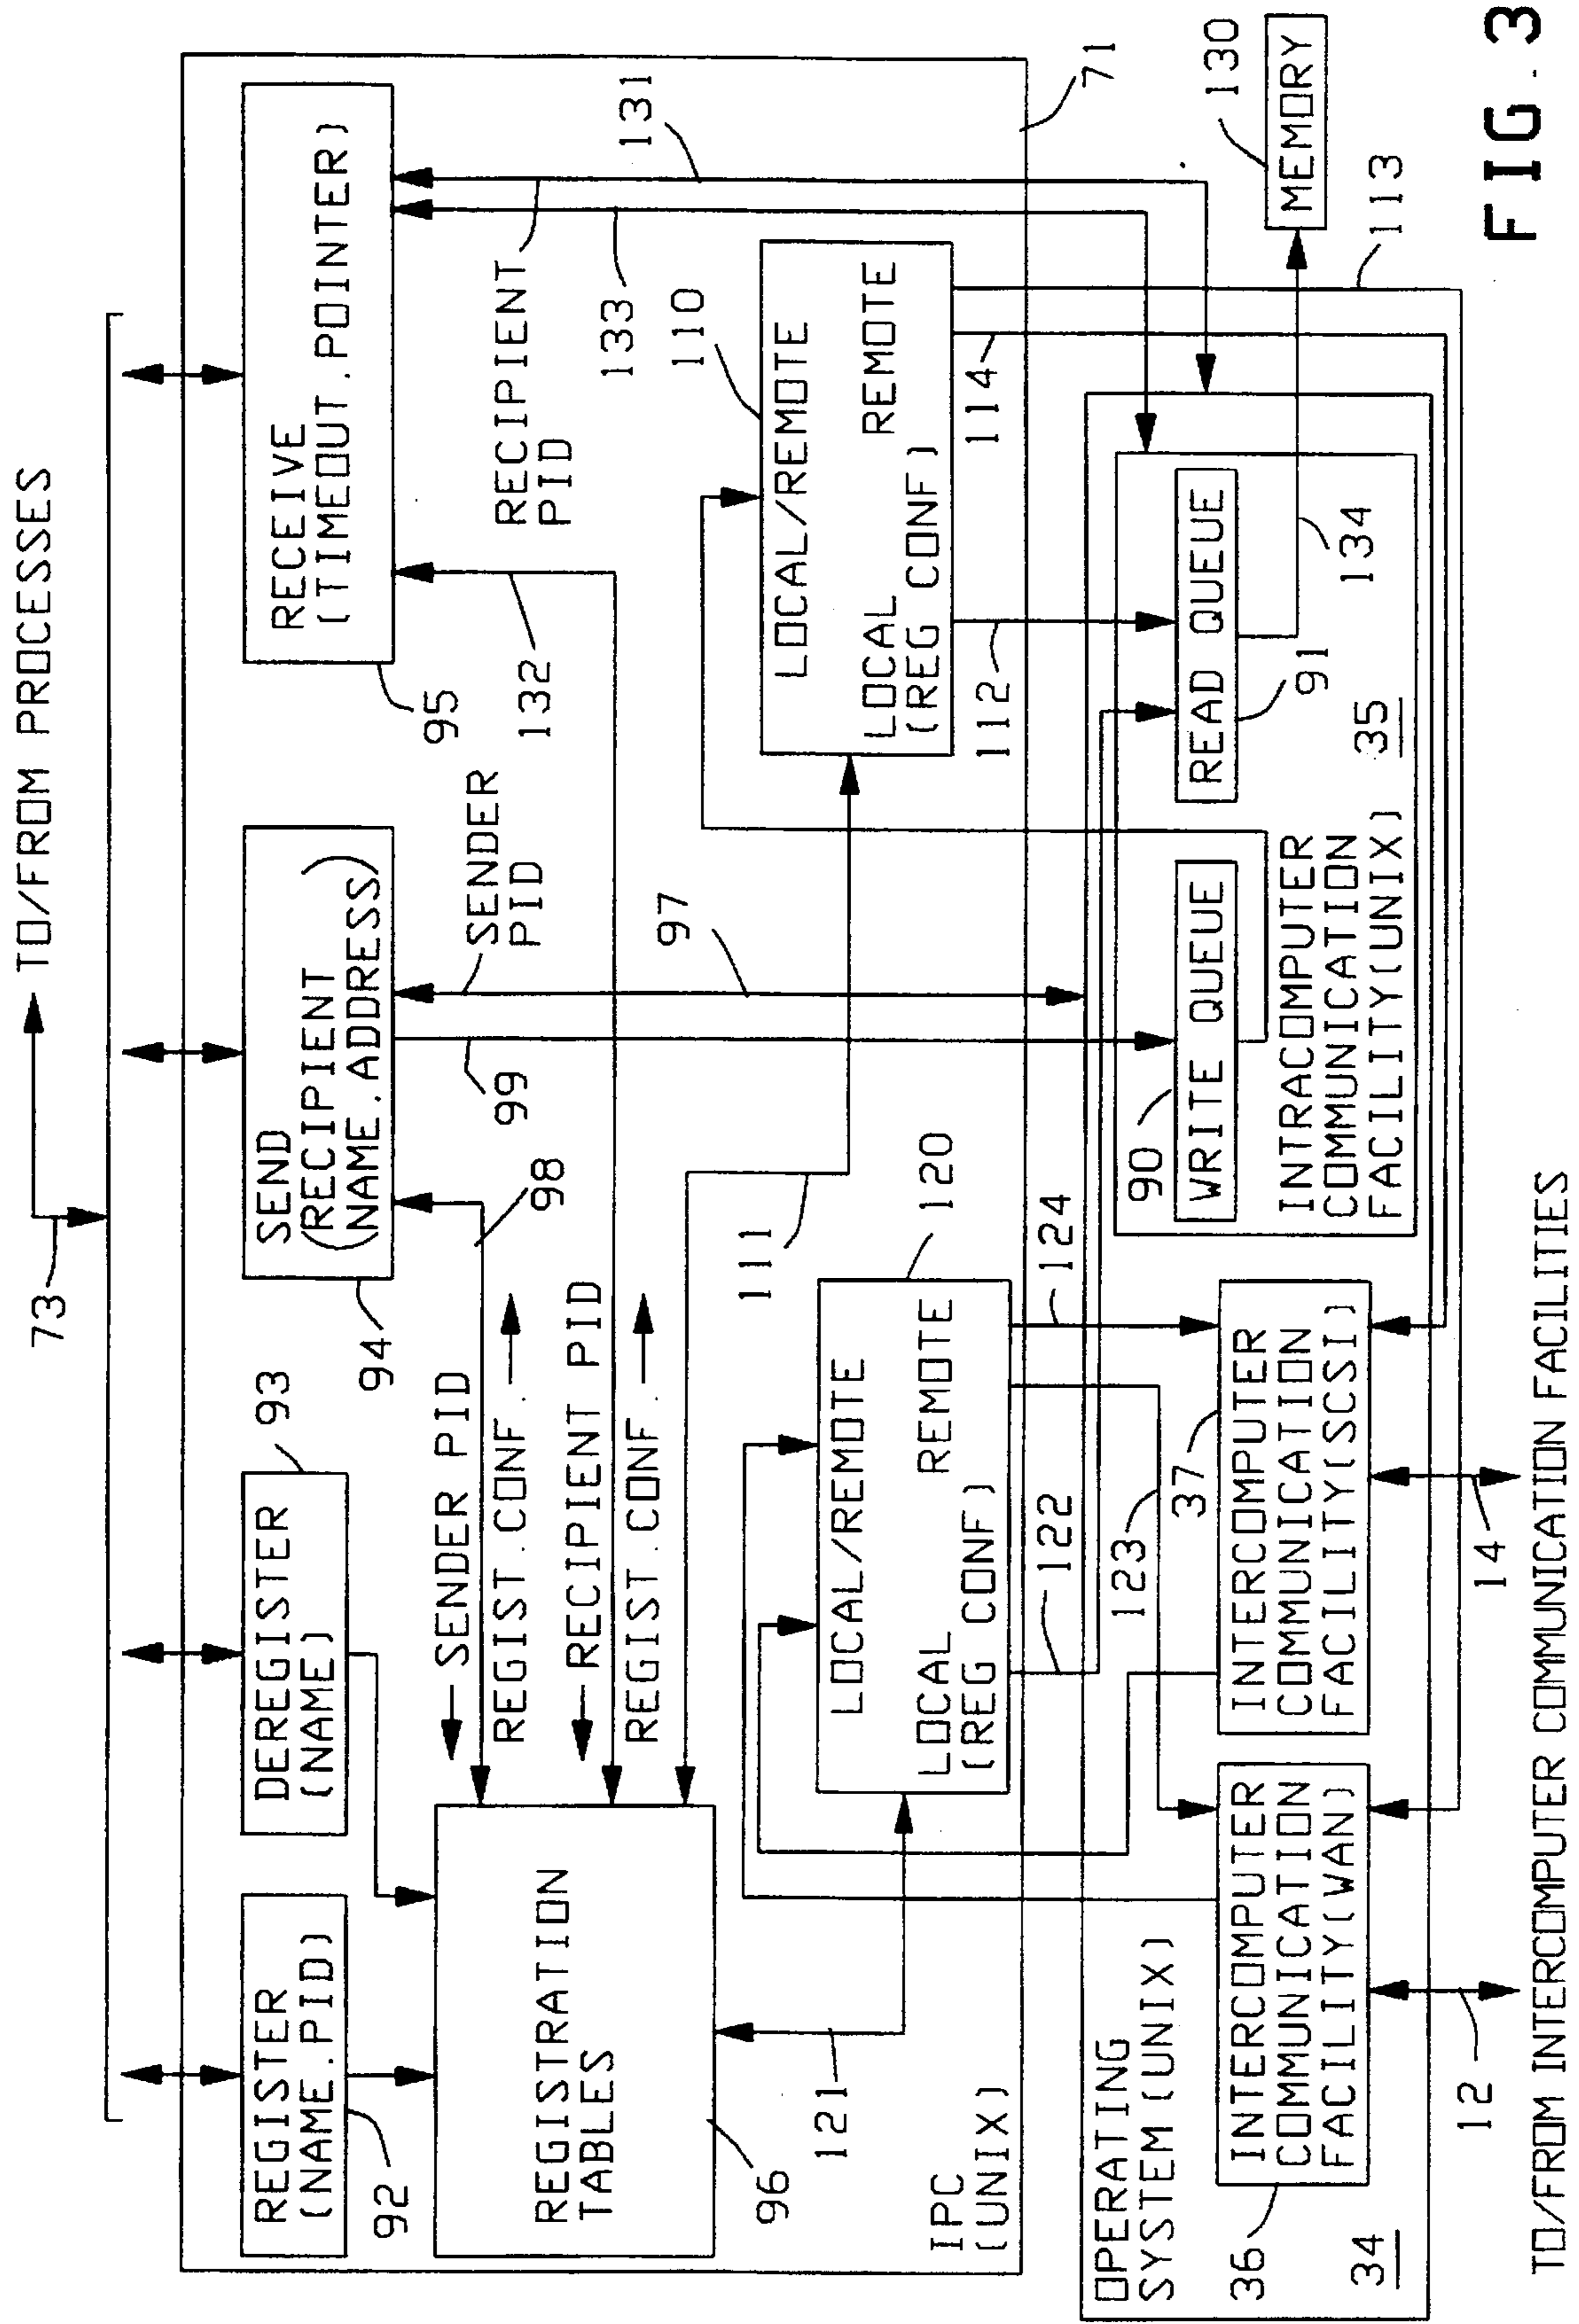 73
TO/FROM PROCESSES
REGISTER
(NAME.PID)
92
DEREGISTER
(NAME)
93
SEND
(RECIPIENT
NAME.ADDRESS)
94
RECEIVE
(TIMEOUT.POINTER)
95
SENDER PID
REGIST.CONF.
98
99
SENDER
PID
97
RECIPIENT PID
REGIST.CONF.
132
RECIPIENT
PID
133
131
REGISTRATION
TABLES
96
121
111
LOCAL/REMOTE
LOCAL
REMOTE
(REG CONF)
120
LOCAL/REMOTE
LOCAL
REMOTE
(REG CONF)
110
71
IPC
(UNIX)
122
123
124
112
114
113
OPERATING
SYSTEM(UNIX)
36
34
INTERCOMPUTER
COMMUNICATION
FACILITY(WAN)
37
INTERCOMPUTER
COMMUNICATION
FACILITY(SCSI)
90
WRITE QUEUE
READ QUEUE
91
INTRACOMPUTER
COMMUNICATION
FACILITY(UNIX)
35
134
130
MEMORY
12
14
TO/FROM INTERCOMPUTER COMMUNICATION FACILITIES
FIG.3